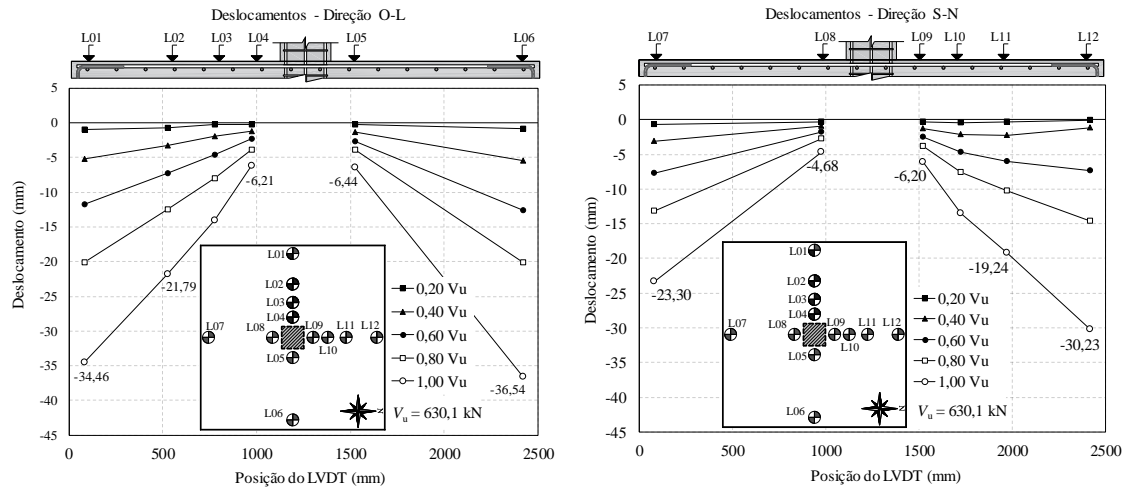 Deslocamentos - Direção O-L
L01 L02 L03 L04 L05 L06
5
0
-5
-10
-15
-20
-25
-30
-35
-40
-45
Deslocamento (mm)
-6,21
-6,44
-21,79
-34,46
-36,54
L01
L02
L03
L04
L07 L08 L09 L11 L12
L10
L05
L06
N
0,20 Vu
0,40 Vu
0,60 Vu
0,80 Vu
1,00 Vu
Vu = 630,1 kN
0 500 1000 1500 2000 2500
Posição do LVDT (mm)
Deslocamentos - Direção S-N
L07 L08 L09 L10 L11 L12
5
0
-5
-10
-15
-20
-25
-30
-35
-40
-45
Deslocamento (mm)
-4,68
-6,20
-19,24
-23,30
-30,23
L01
L02
L03
L04
L07 L08 L09 L11 L12
L10
L05
L06
N
0,20 Vu
0,40 Vu
0,60 Vu
0,80 Vu
1,00 Vu
Vu = 630,1 kN
0 500 1000 1500 2000 2500
Posição do LVDT (mm)